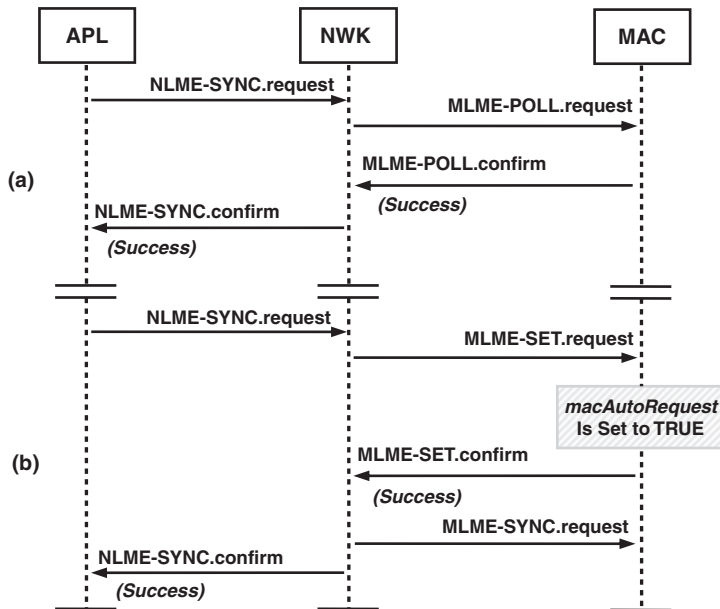 APL
NWK
MAC
NLME-SYNC.request
MLME-POLL.request
MLME-POLL.confirm
(a)
(Success)
NLME-SYNC.confirm
(Success)
NLME-SYNC.request
MLME-SET.request
macAutoRequest
Is Set to TRUE
MLME-SET.confirm
(b)
(Success)
MLME-SYNC.request
NLME-SYNC.confirm
(Success)